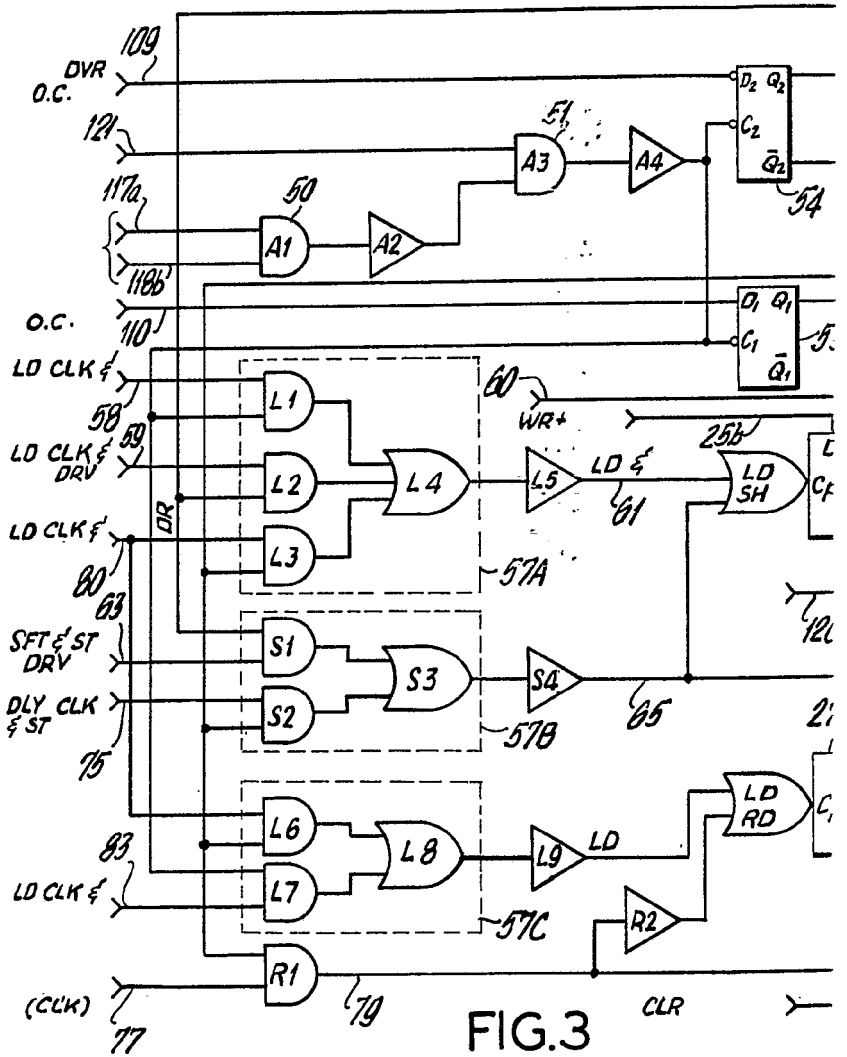 109
DVR
O.C.
D2 Q2
C2
Q̄2
54
121
51
A3
A4
117a
50
A1
A2
118b
O.C.
110
D1 Q1
C1
Q̄1
LD CLK &
58
L1
60
WR+
25b
LD CLK &
DRV
59
L2
L4
L5
LD &
61
LD
SH
DR
LD CLK &
80
L3
57A
63
SFT & ST
DRV
S1
S3
S4
65
DLY CLK
& ST
75
S2
57B
L6
L8
L9
LD
LD
RD
83
LD CLK &
L7
57C
R2
R1
79
(CLK)
77
CLR
FIG.3